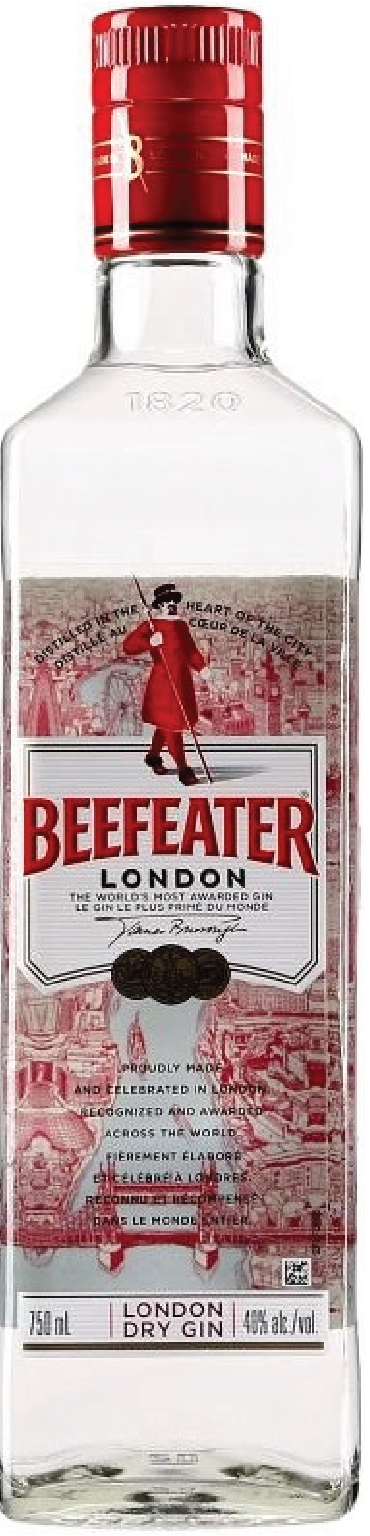 1820
DISTILLED IN THE HEART OF THE CITY
DISTILLÉ AU CŒUR DE LA VILLE
BEEFEATER®
LONDON
THE WORLD'S MOST AWARDED GIN
LE GIN LE PLUS PRIMÉ DU MONDE
James Burrough
PROUDLY MADE
AND CELEBRATED IN LONDON,
RECOGNIZED AND AWARDED
ACROSS THE WORLD.
FIÈREMENT ÉLABORÉ
ET CÉLÉBRÉ À LONDRES,
RECONNU ET RÉCOMPENSÉ
DANS LE MONDE ENTIER.
750 mL
LONDON
DRY GIN
40% alc./vol.